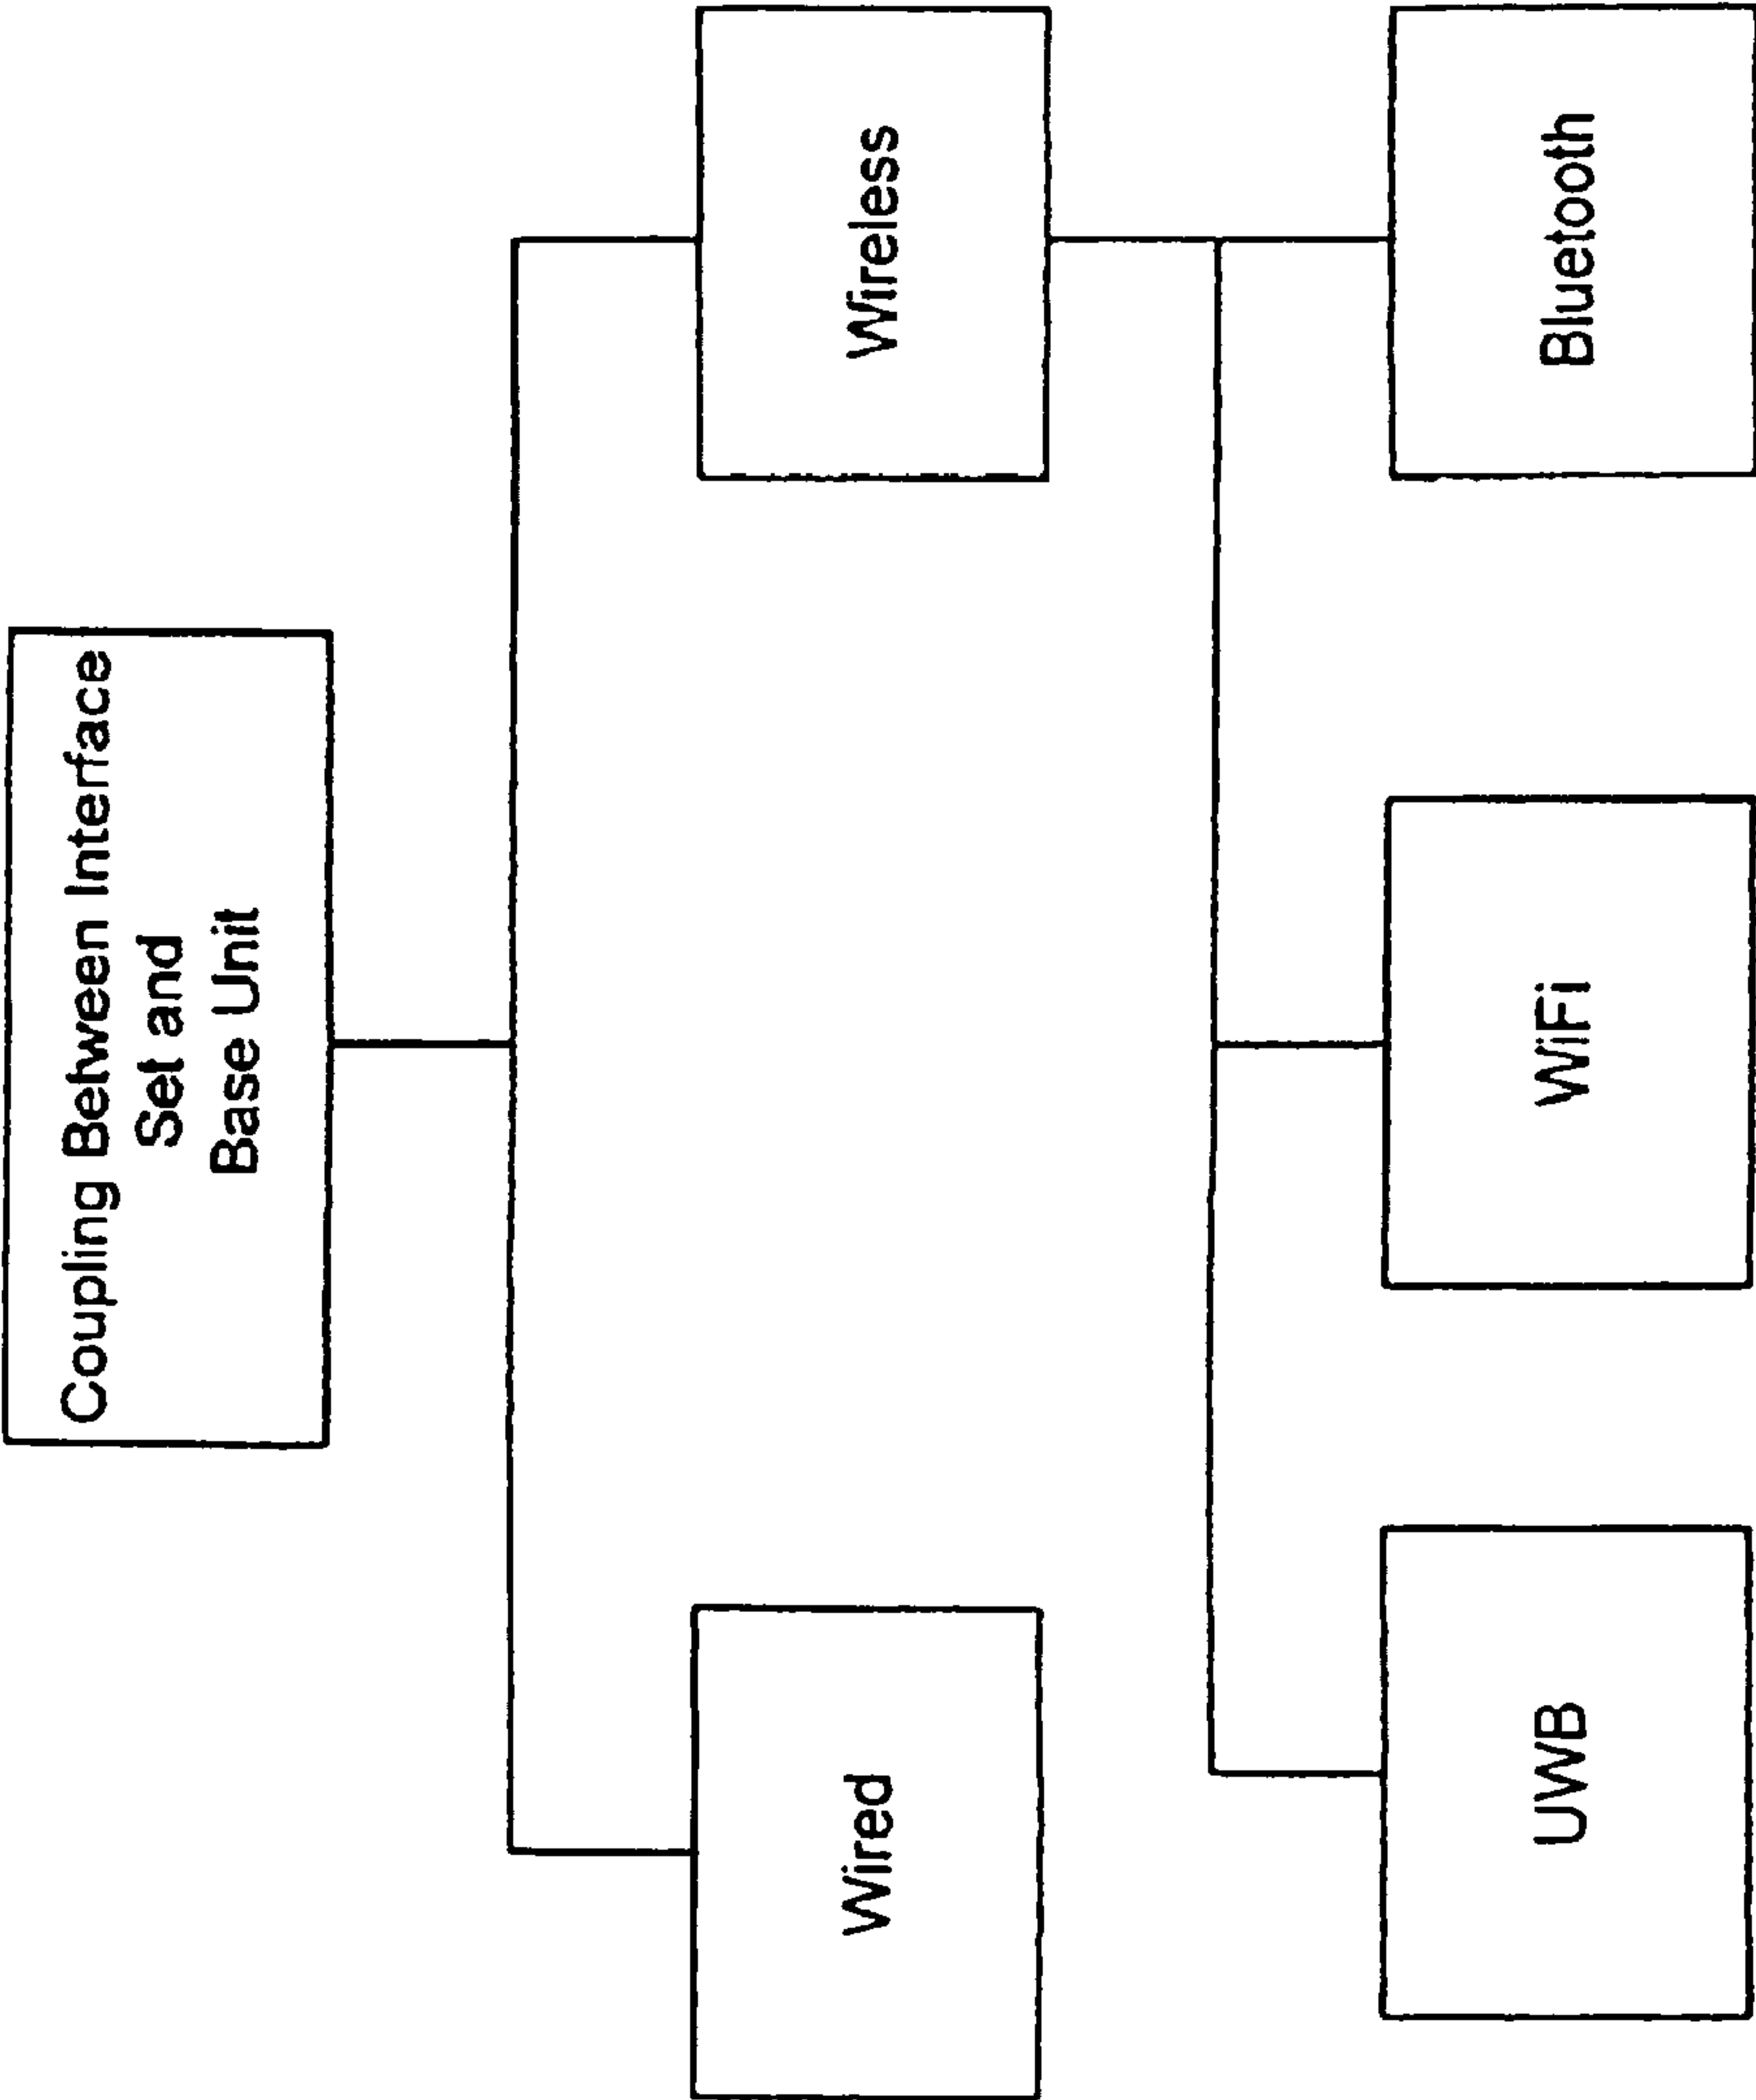 Coupling Between Interface
Set and
Base Unit
Wired
Wireless
UWB
WiFi
Bluetooth